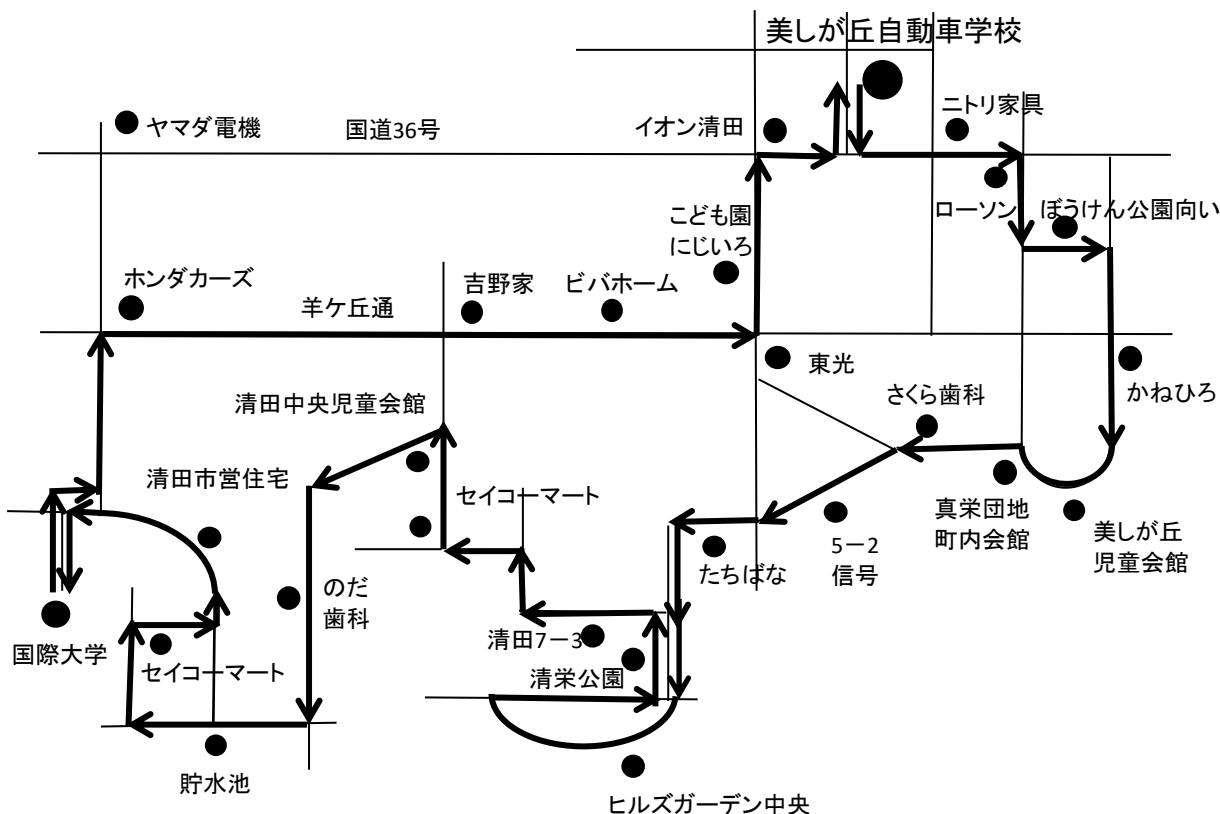 美しが丘自動車学校
ヤマダ電機
国道36号
イオン清田
ニトリ家具
こども園
にじいろ
ローソン
ぼうけん公園向い
ホンダカーズ
羊ケ丘通
吉野家
ビバホーム
東光
かねひろ
さくら歯科
清田中央児童会館
清田市営住宅
セイコーマート
真栄団地
町内会館
美しが丘
児童会館
5－2
信号
たちばな
のだ
歯科
清田7－3
清栄公園
国際大学
セイコーマート
貯水池
ヒルズガーデン中央